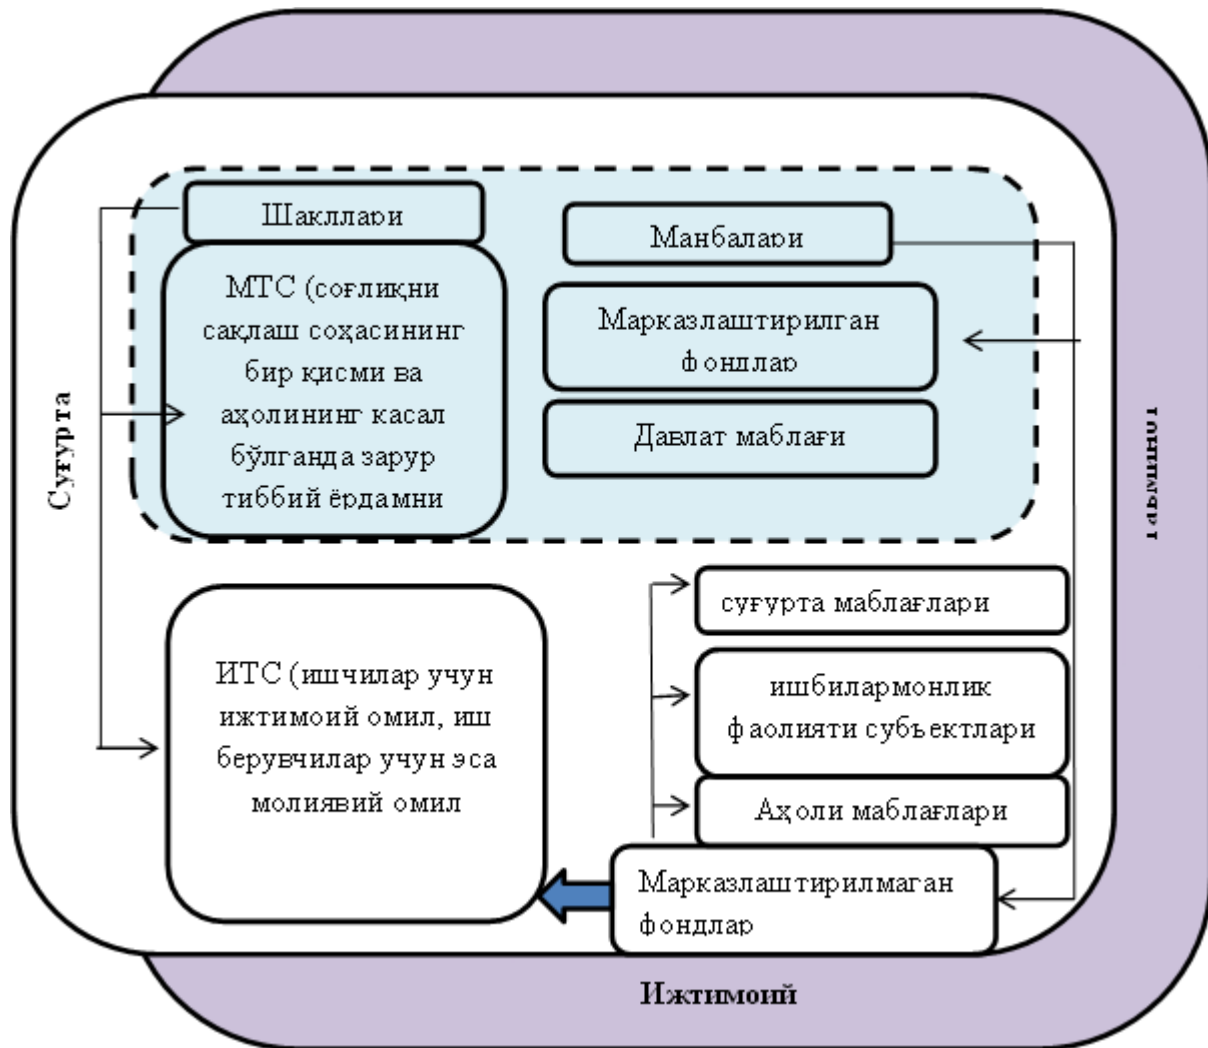 Шакллари
Манбалари
МТС (соғлиқни
сақлаш соҳасининг
бир қисми ва
аҳолининг касал
бўлганда зарур
тиббий ёрдамни
Марказлаштирилган
фондлар
Давлат маблағи
Суғурта
Таъминот
суғурта маблағлари
ИТС (ишчилар учун
ижтимоий омил, иш
берувчилар учун эса
молиявий омил
ишбилармонлик
фаолияти субъектлари
Аҳоли маблағлари
Марказлаштирилмаган
фондлар
Ижтимоий